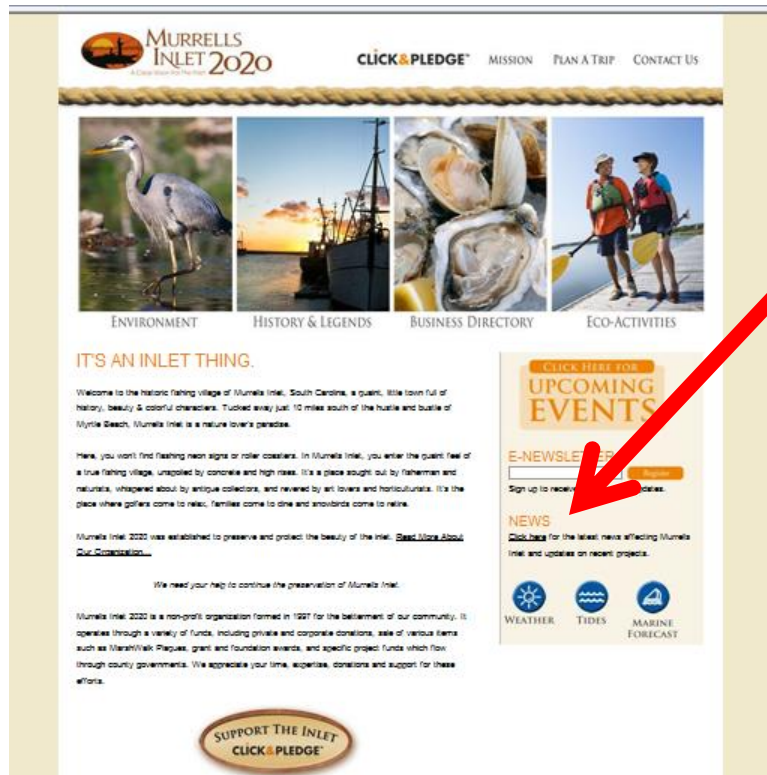 MURRELLS
INLET 2020
A Clear Vision For The Inlet
CLICK&PLEDGE™ MISSION PLAN A TRIP CONTACT US
ENVIRONMENT HISTORY & LEGENDS BUSINESS DIRECTORY ECO-ACTIVITIES
IT'S AN INLET THING.
Welcome to the historic fishing village of Murrells Inlet, South Carolina, a quaint, little town full of
history, beauty & colorful characters. Tucked away just 10 miles south of the hustle and bustle of
Myrtle Beach, Murrells Inlet is a nature lover's paradise.
Here, you won't find flashing neon signs or roller coasters. In Murrells Inlet, you enter the quaint feel of
a true fishing village, unspoiled by concrete and high rises. It's a place sought out by fisherman and
naturists, whispered about by antique collectors, and revered by art lovers and horticulturists. It's the
place where golfers come to relax, families come to dine and snowbirds come to retire.
Murrells Inlet 2020 was established to preserve and protect the beauty of the inlet. Read More About
Our Organization...
We need your help to continue the preservation of Murrells Inlet.
Murrells Inlet 2020 is a non-profit organization formed in 1997 for the betterment of our community. It
operates through a variety of funds, including private and corporate donations, sale of various items
such as MarshWalk Plaques, grant and foundation awards, and specific project funds which flow
through county governments. We appreciate your time, expertise, donations and support for these
efforts.
SUPPORT THE INLET
CLICK&PLEDGE™
CLICK HERE FOR
UPCOMING
EVENTS
E-NEWSLETTER
Register
Sign up to receive
NEWS
Click here for the latest news affecting Murrells
Inlet and updates on recent projects.
WEATHER TIDES MARINE
FORECAST